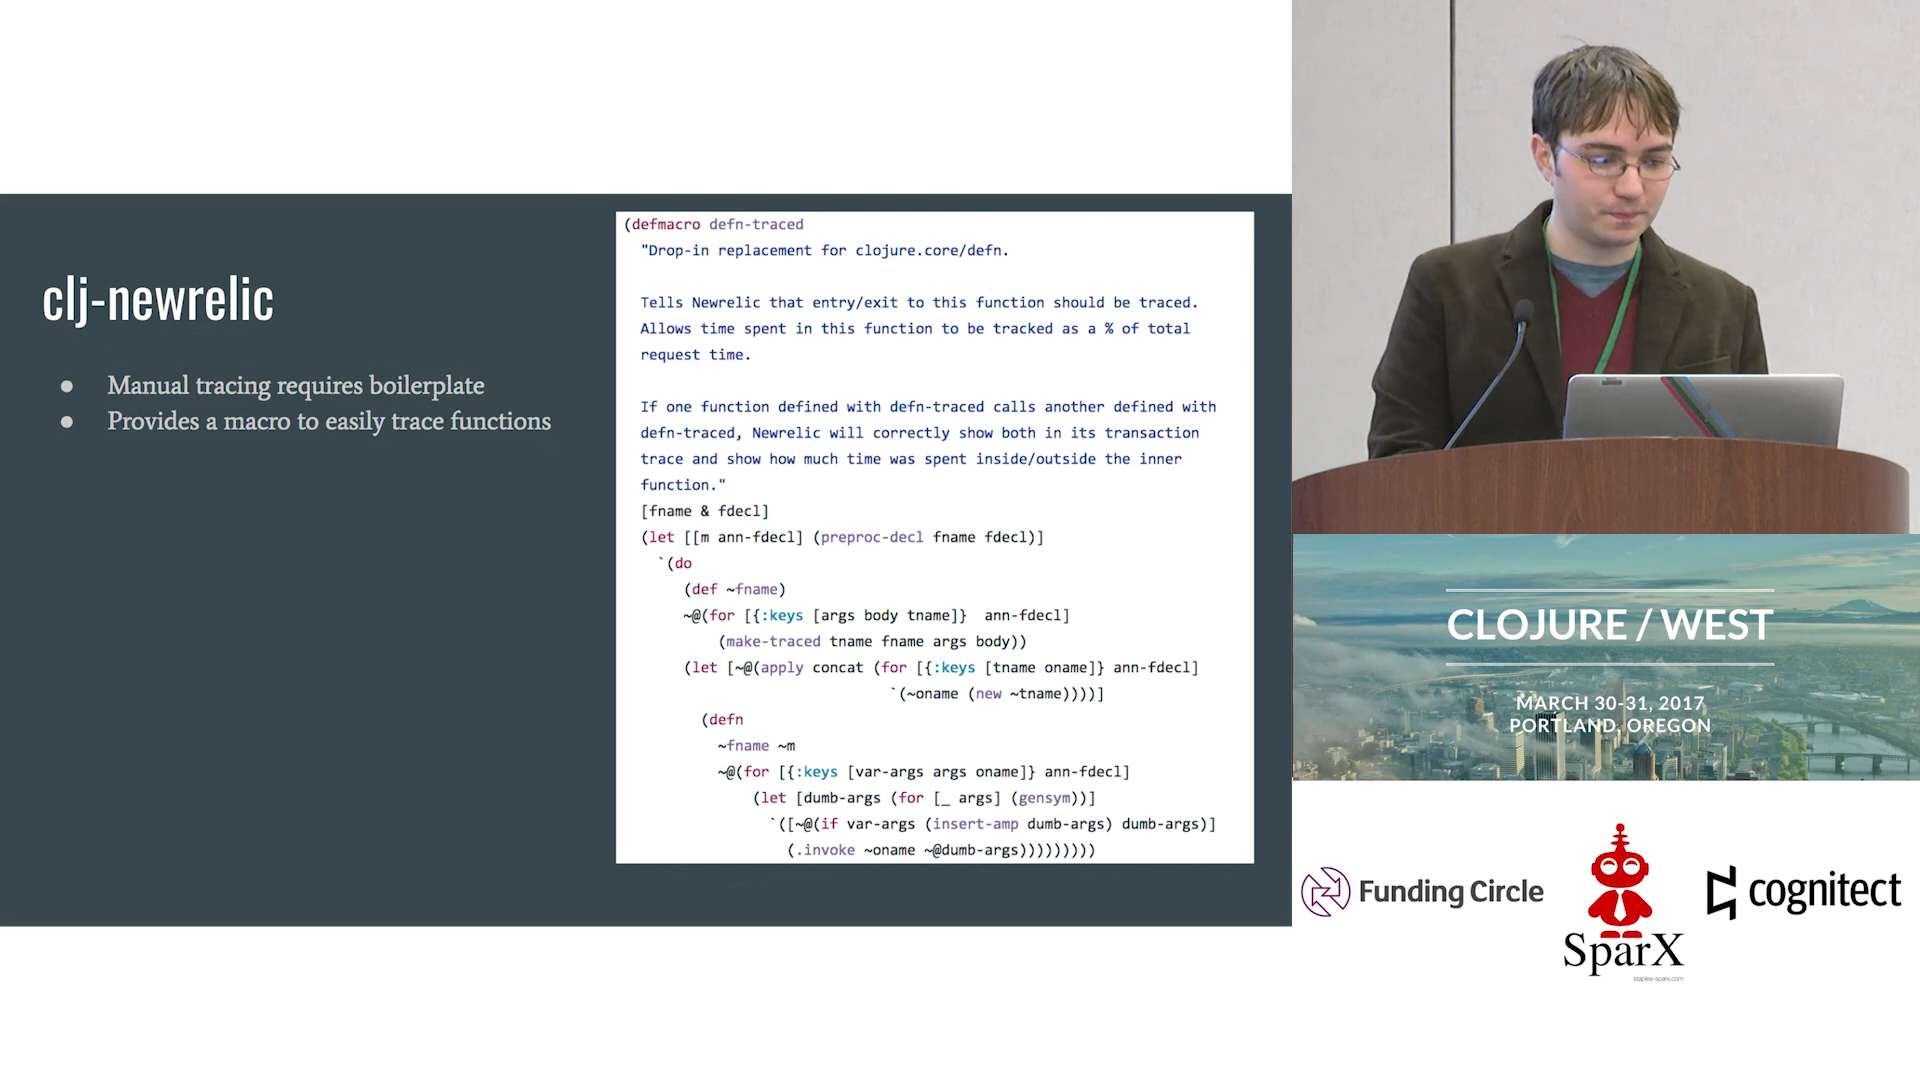 clj-newrelic
● Manual tracing requires boilerplate
● Provides a macro to easily trace functions
(defmacro defn-traced
"Drop-in replacement for clojure.core/defn.
Tells Newrelic that entry/exit to this function should be traced.
Allows time spent in this function to be tracked as a % of total
request time.
If one function defined with defn-traced calls another defined with
defn-traced, Newrelic will correctly show both in its transaction
trace and show how much time was spent inside/outside the inner
function."
[fname & fdecl]
(let [[m ann-fdecl] (preproc-decl fname fdecl)]
`(do
(def ~fname)
~@(for [{:keys [args body tname]}  ann-fdecl]
(make-traced tname fname args body))
(let [~@(apply concat (for [{:keys [tname oname]} ann-fdecl]
`(~oname (new ~tname))))]
(defn
~fname ~m
~@(for [{:keys [var-args args oname]} ann-fdecl]
(let [dumb-args (for [_ args] (gensym))]
`([~@(if var-args (insert-amp dumb-args) dumb-args)]
(.invoke ~oname ~@dumb-args)))))))))
CLOJURE / WEST
MARCH 30-31, 2017
PORTLAND, OREGON
Funding Circle
SparX
staples-sparx.com
cognitect